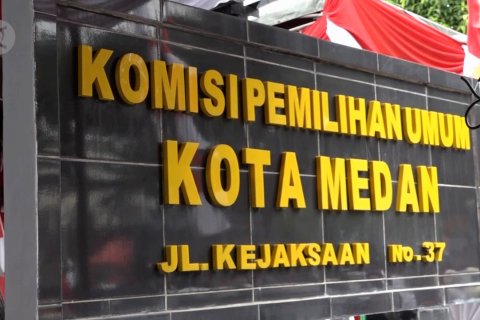 KOMISI PEMILIHAN UMUM
KOTA MEDAN
JL. KEJAKSAAN No. 37